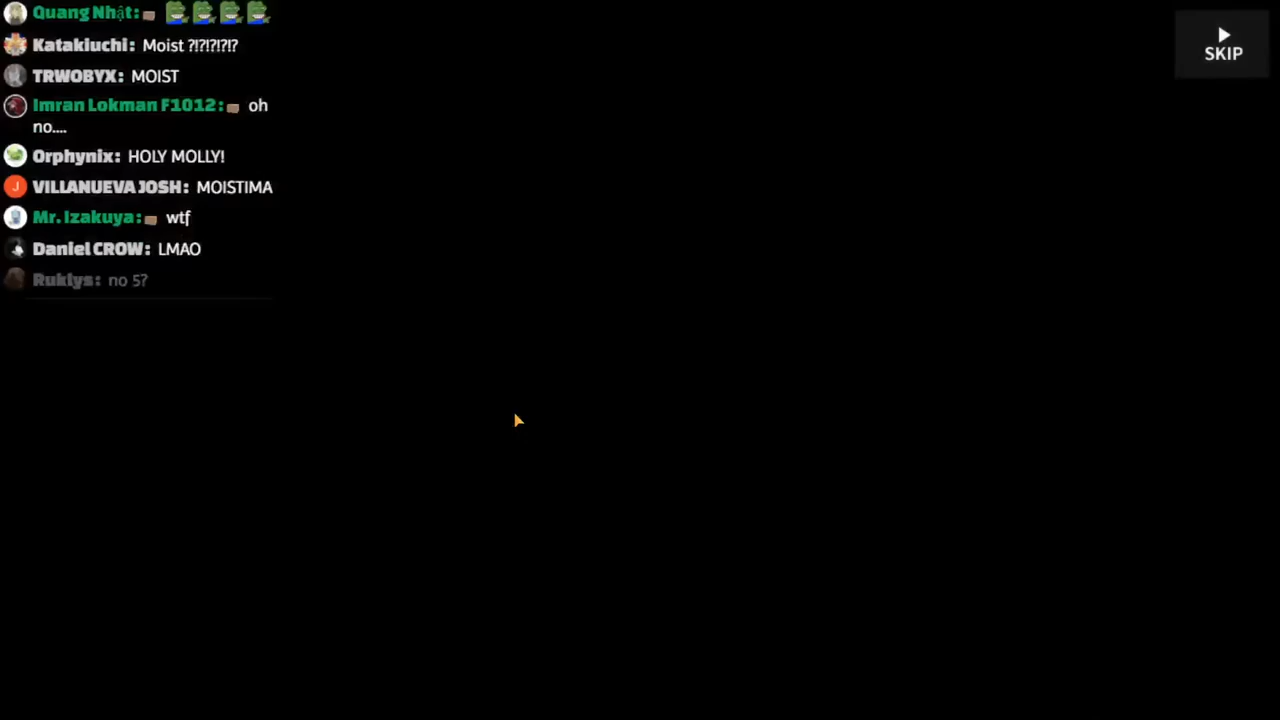 Quang Nhật:
SKIP
Katakiuchi: Moist ?!?!?!?!?
TRWOBYX: MOIST
Imran Lokman F1012: oh
no....
Orphynix: HOLY MOLLY!
J VILLANUEVA JOSH: MOISTIMA
Mr. Izakuya: wtf
Daniel CROW: LMAO
Ruklys: no 5?